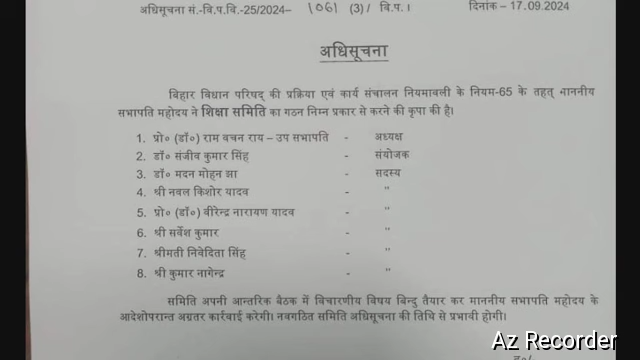 अधिसूचना सं.-वि.प.वि.-25/2024- 1061 (3)/ वि.प.। दिनांक – 17.09.2024
अधिसूचना
बिहार विधान परिषद् की प्रक्रिया एवं कार्य संचालन नियमावली के नियम-65 के तहत् माननीय
सभापति महोदय ने शिक्षा समिति का गठन निम्न प्रकार से करने की कृपा की है।
1. प्रो० (डॉ०) राम वचन राय – उप सभापति - अध्यक्ष
2. डॉ० संजीव कुमार सिंह - संयोजक
3. डॉ० मदन मोहन झा - सदस्य
4. श्री नवल किशोर यादव - "
5. प्रो० (डॉ०) वीरेन्द्र नारायण यादव - "
6. श्री सर्वेश कुमार - "
7. श्रीमती निवेदिता सिंह - "
8. श्री कुमार नागेन्द्र - "
समिति अपनी आन्तरिक बैठक में विचारणीय विषय बिन्दु तैयार कर माननीय सभापति महोदय के
आदेशोपरान्त अग्रतर कार्रवाई करेगी। नवगठित समिति अधिसूचना की तिथि से प्रभावी होगी।
Az Recorder